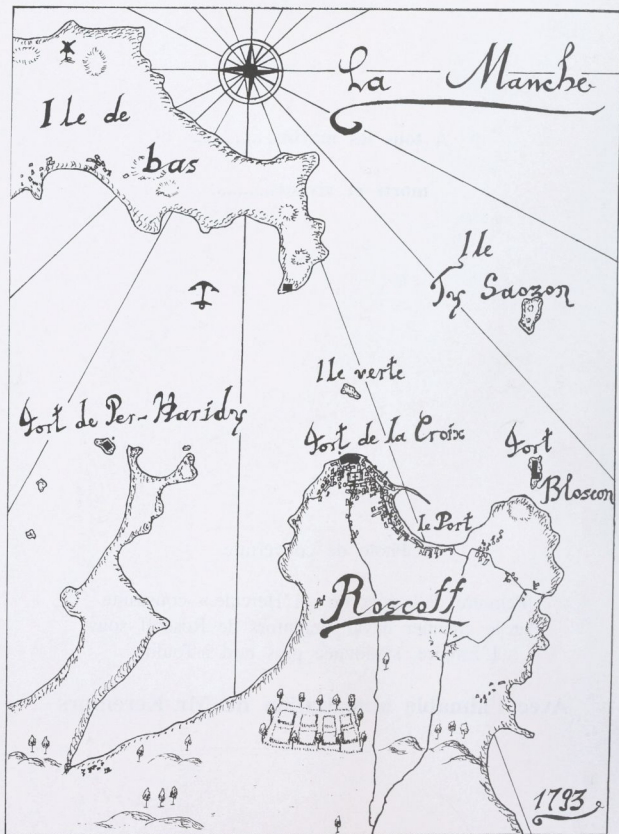 La Manche
Ile de
bas
Ile
Ty Saozon
Ile verte
Fort de Per-Haridy
Fort de la Croix
Fort
Bloscon
le Port
Roscoff
1793